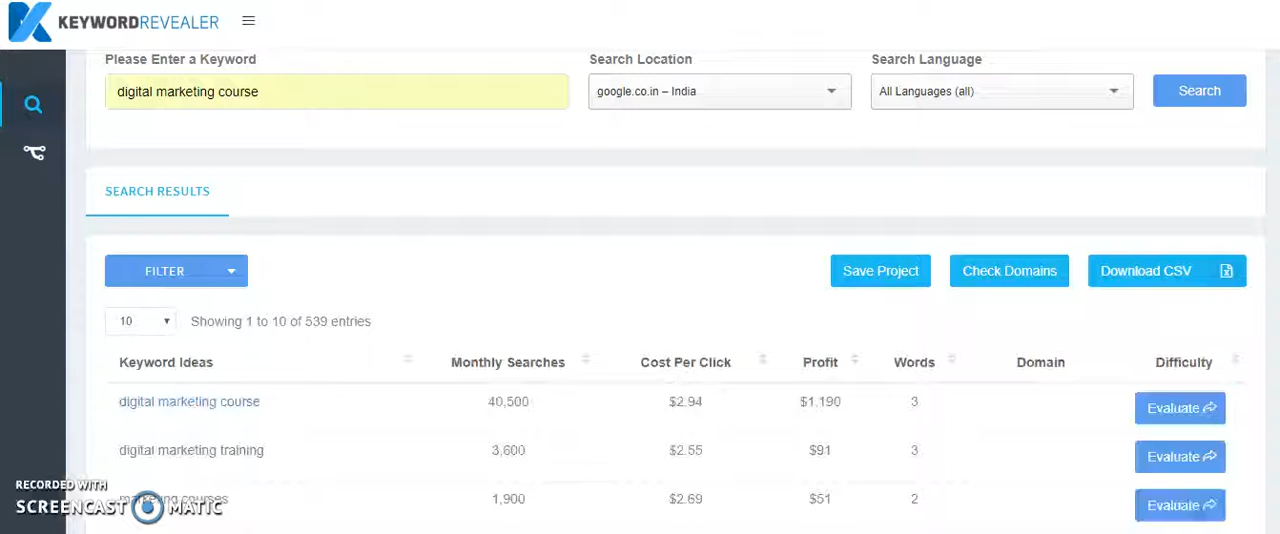 KEYWORDREVEALER
Please Enter a Keyword
Search Location
Search Language
digital marketing course
google.co.in – India
All Languages (all)
Search
SEARCH RESULTS
FILTER
Save Project
Check Domains
Download CSV
10
Showing 1 to 10 of 539 entries
Keyword Ideas Monthly Searches Cost Per Click Profit Words Domain Difficulty
digital marketing course 40,500 $2.94 $1,190 3 Evaluate
digital marketing training 3,600 $2.55 $91 3 Evaluate
marketing courses 1,900 $2.69 $51 2 Evaluate
RECORDED WITH
SCREENCAST MATIC